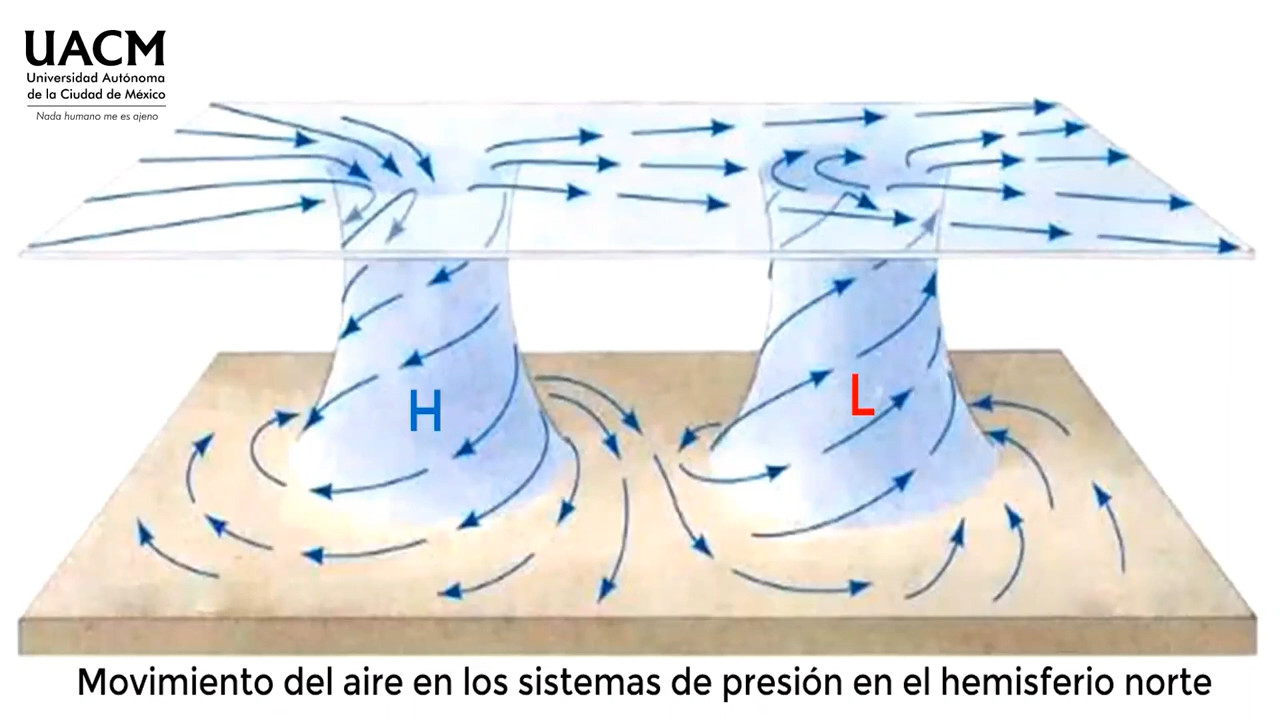 UACM
Universidad Autónoma
de la Ciudad de México
Nada humano me es ajeno
H
L
Movimiento del aire en los sistemas de presión en el hemisferio norte